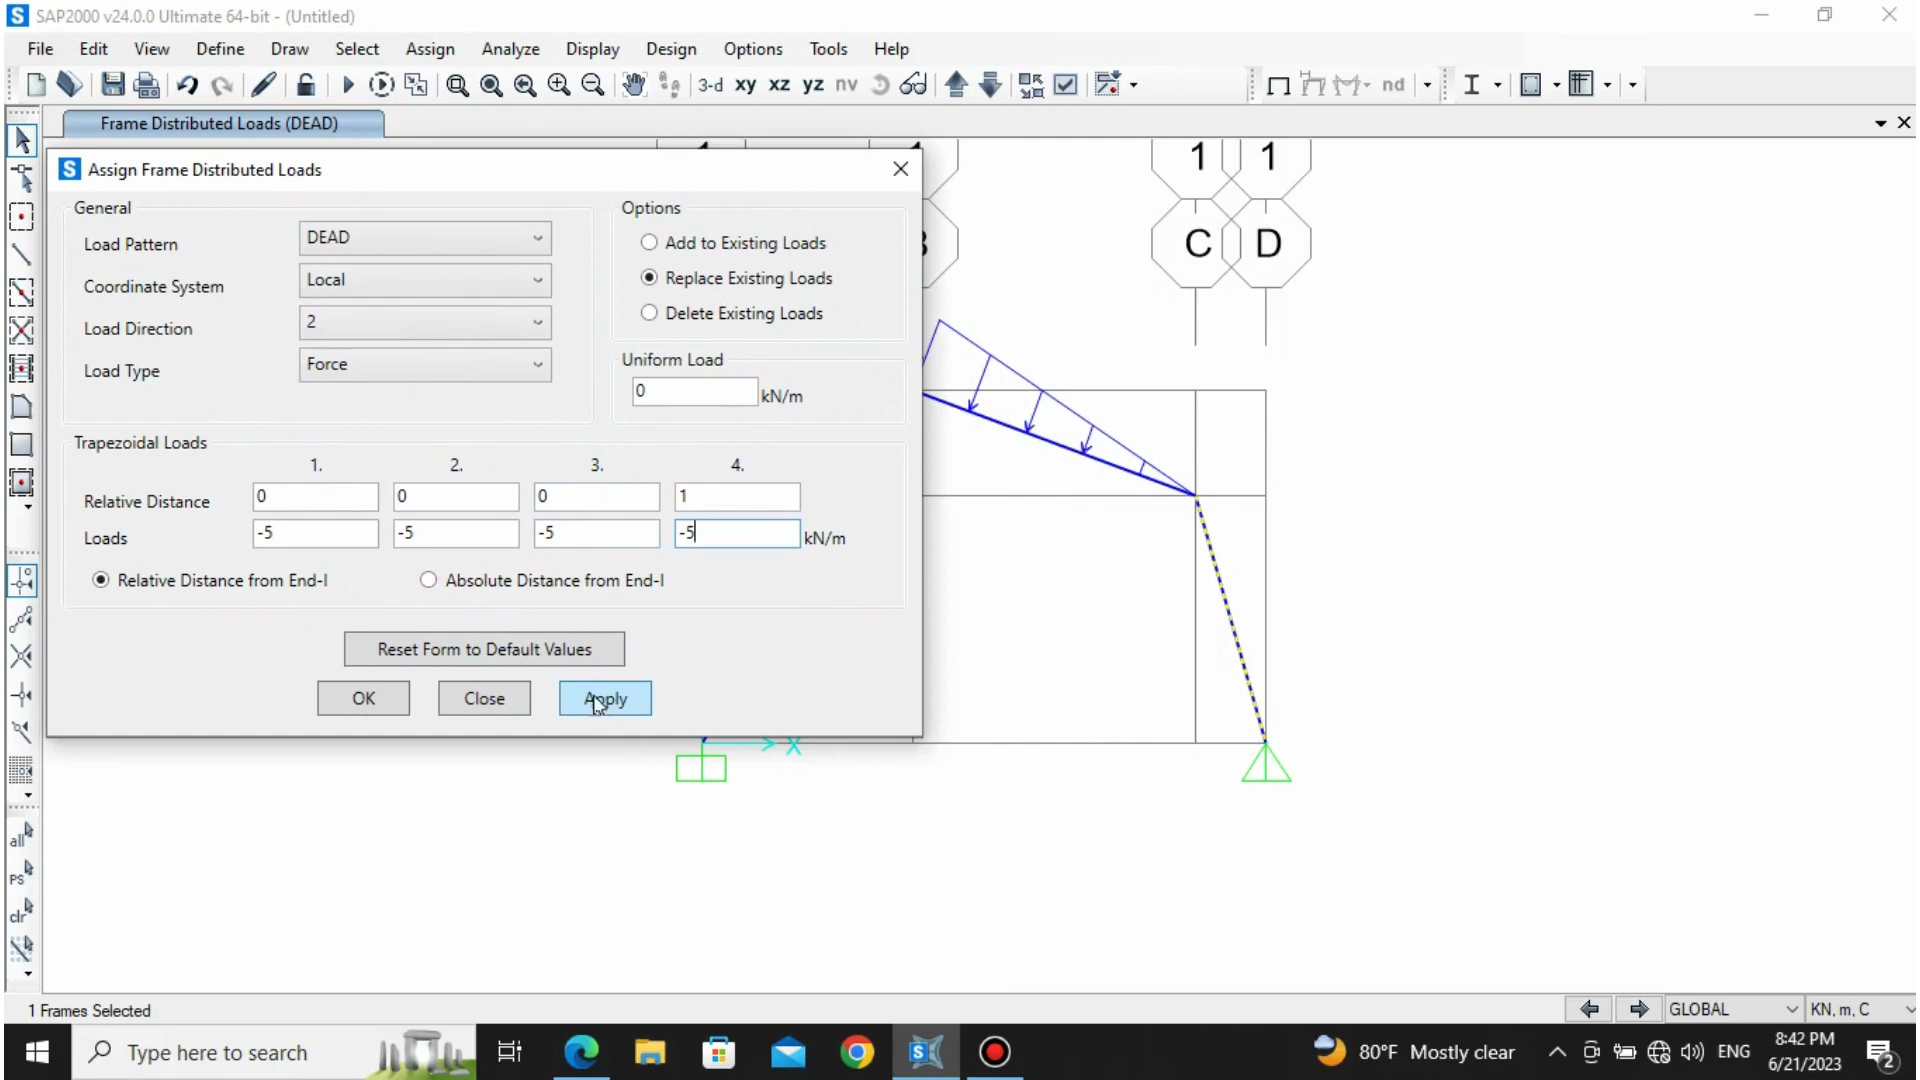 SAP2000 v24.0.0 Ultimate 64-bit - (Untitled)
File Edit View Define Draw Select Assign Analyze Display Design Options Tools Help
3-d xy xz yz nv nd
Frame Distributed Loads (DEAD)
Assign Frame Distributed Loads
General
Load Pattern DEAD
Coordinate System Local
Load Direction 2
Load Type Force
Options
Add to Existing Loads
Replace Existing Loads
Delete Existing Loads
Uniform Load
0 kN/m
Trapezoidal Loads
1. 2. 3. 4.
Relative Distance 0 0 0 1
Loads -5 -5 -5 -5 kN/m
Relative Distance from End-I Absolute Distance from End-I
Reset Form to Default Values
OK Close Apply
1 1
C D
X
all
PS
clr
1 Frames Selected
GLOBAL KN, m, C
Type here to search
80°F Mostly clear
ENG
8:42 PM
6/21/2023
2